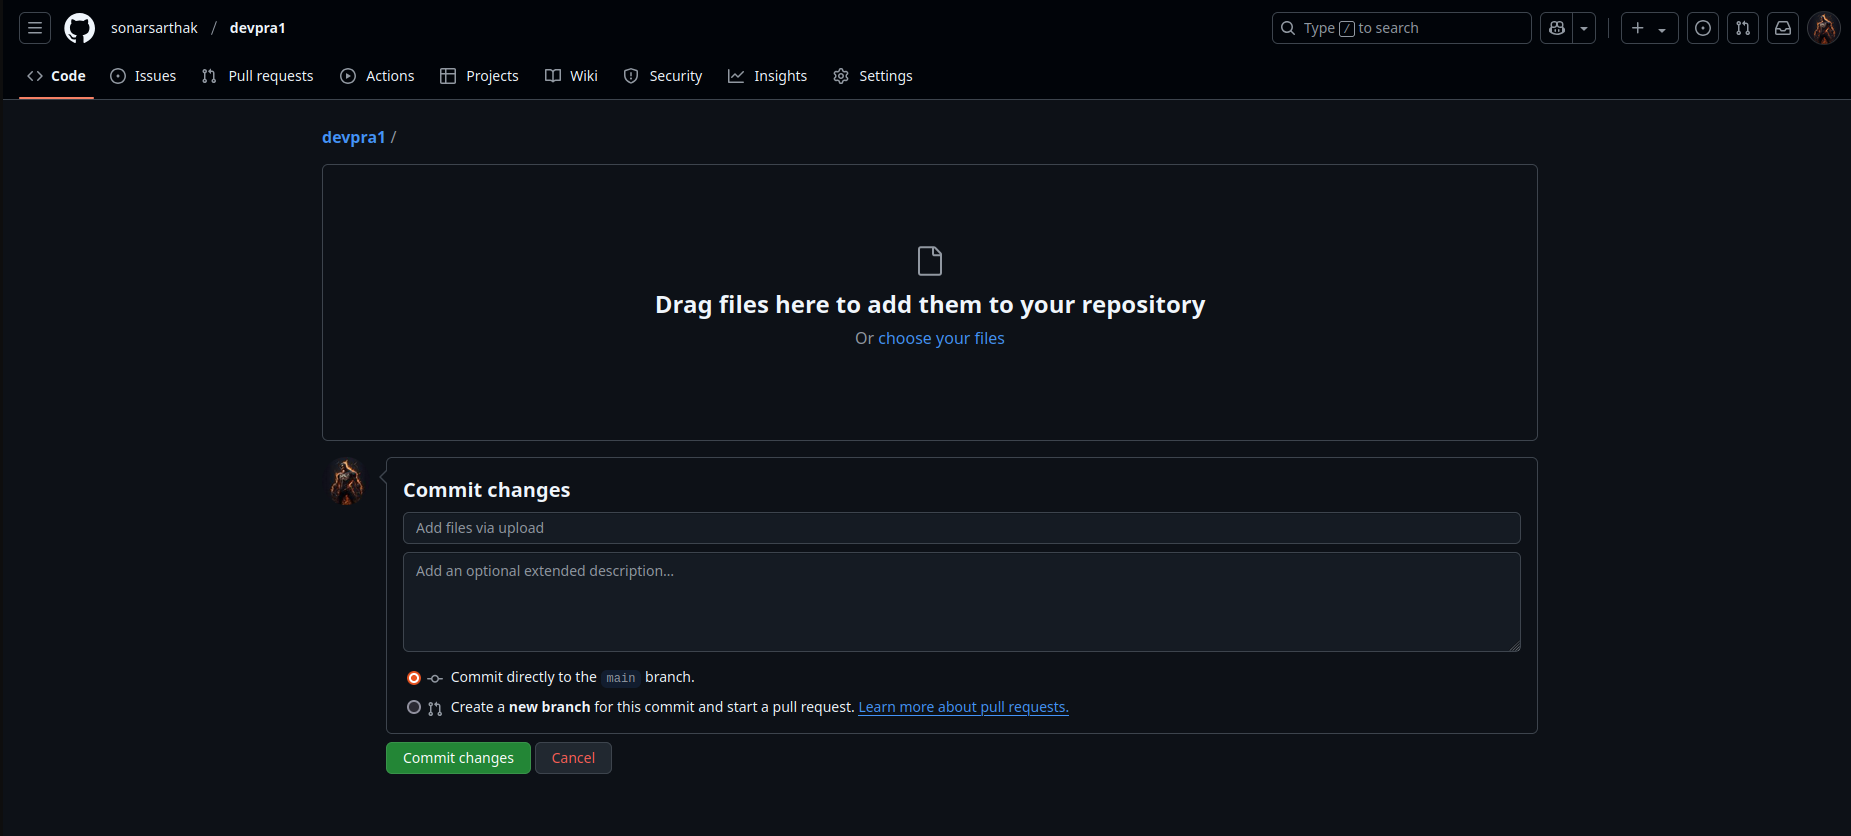 sonarsarthak / devpra1
Type / to search
Code Issues Pull requests Actions Projects Wiki Security Insights Settings
devpra1 /
Drag files here to add them to your repository
Or choose your files
Commit changes
Add files via upload
Add an optional extended description...
Commit directly to the main branch.
Create a new branch for this commit and start a pull request. Learn more about pull requests.
Commit changes Cancel